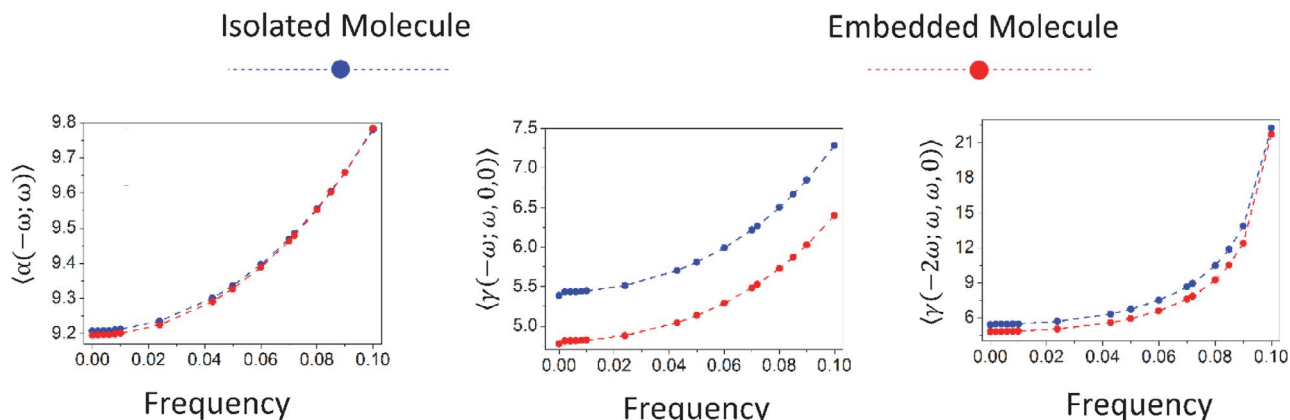 Isolated Molecule
Embedded Molecule
⟨α(−ω; ω)⟩
9.8
9.7
9.6
9.5
9.4
9.3
9.2
0.00 0.02 0.04 0.06 0.08 0.10
Frequency
⟨γ(−ω; ω, 0,0)⟩
7.5
7.0
6.5
6.0
5.5
5.0
0.00 0.02 0.04 0.06 0.08 0.10
Frequency
⟨γ(−2ω; ω, ω, 0)⟩
21
18
15
12
9
6
0.00 0.02 0.04 0.06 0.08 0.10
Frequency